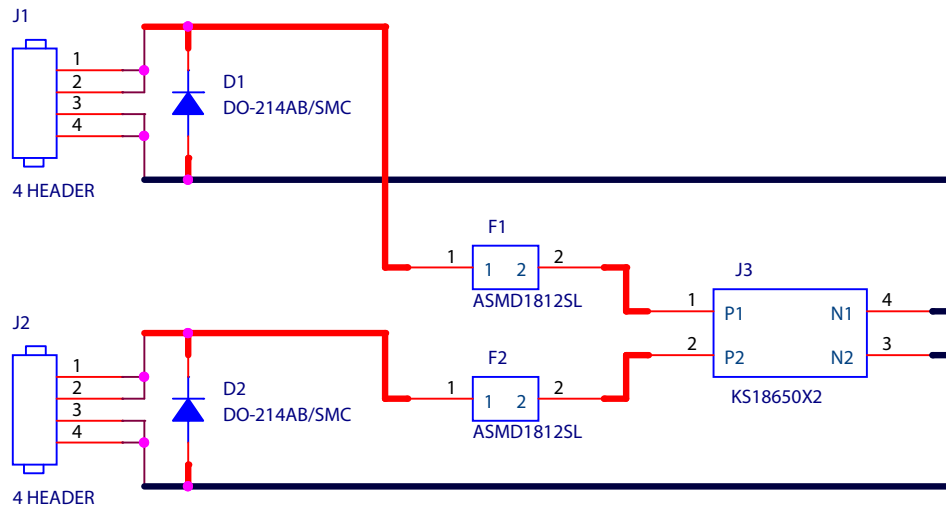 J1
1
2
3
4
4 HEADER
D1
DO-214AB/SMC
F1
1
1 2
2
ASMD1812SL
J3
1
P1
N1
4
2
P2
N2
3
KS18650X2
J2
1
2
3
4
4 HEADER
D2
DO-214AB/SMC
F2
1
1 2
2
ASMD1812SL